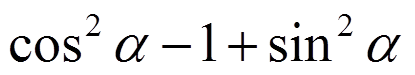 cos² α − 1 + sin² α